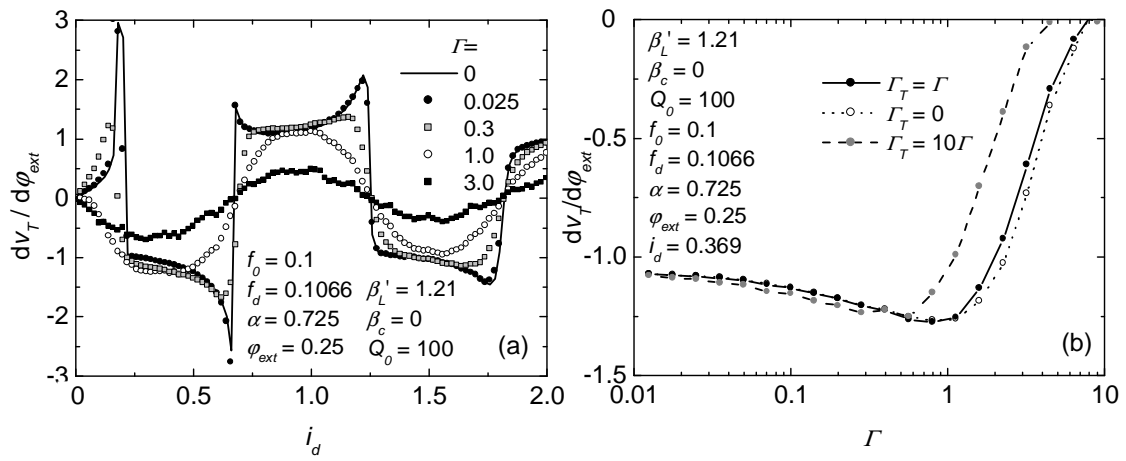 3
2
1
0
-1
-2
-3
dv_T / dφ_ext
Γ=
0
0.025
0.3
1.0
3.0
f_0 = 0.1
f_d = 0.1066
α = 0.725
φ_ext = 0.25
β_L' = 1.21
β_c = 0
Q_0 = 100
(a)
0 0.5 1.0 1.5 2.0
i_d
0
-0.5
-1.0
-1.5
dv_T/dφ_ext
β_L' = 1.21
β_c = 0
Q_0 = 100
f_0 = 0.1
f_d = 0.1066
α = 0.725
φ_ext = 0.25
i_d = 0.369
Γ_T = Γ
Γ_T = 0
Γ_T = 10Γ
(b)
0.01 0.1 1 10
Γ